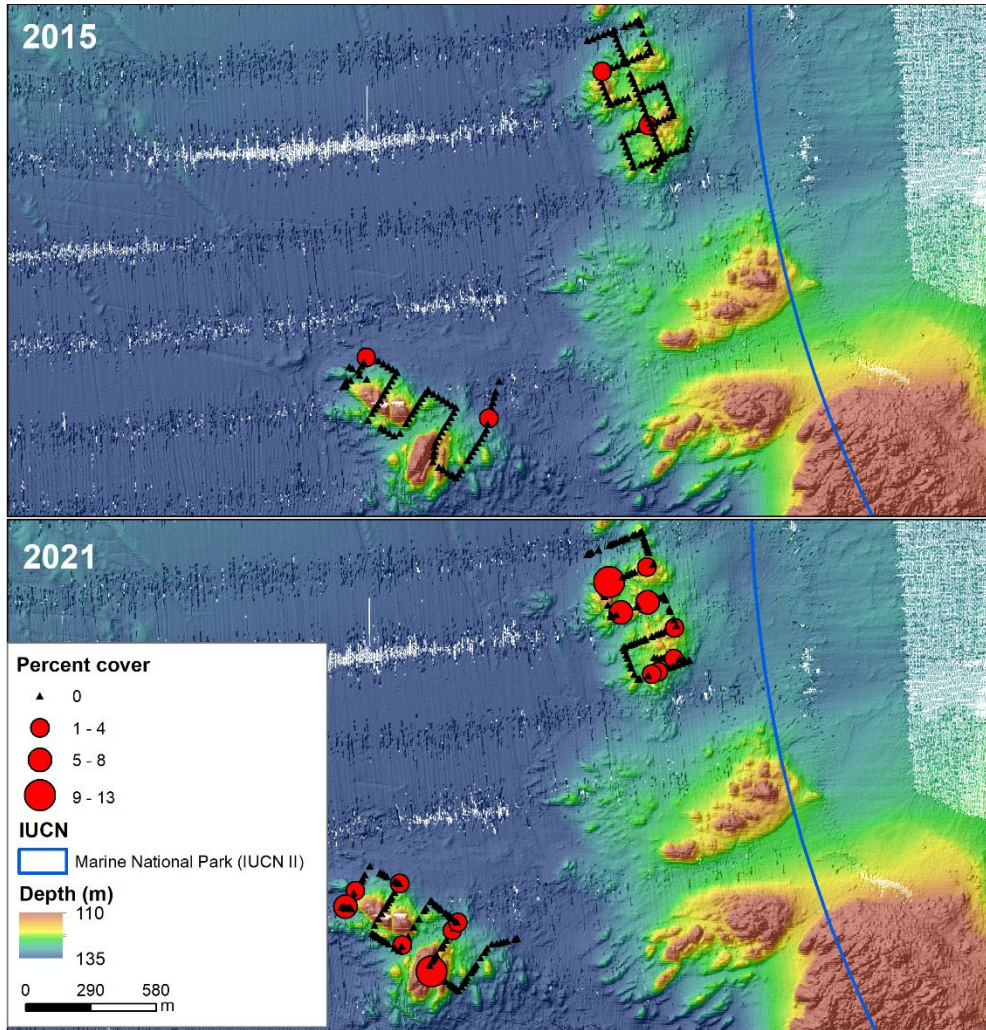 2015
2021
Percent cover
0
1 - 4
5 - 8
9 - 13
IUCN
Marine National Park (IUCN II)
Depth (m)
110
135
0 290 580
m